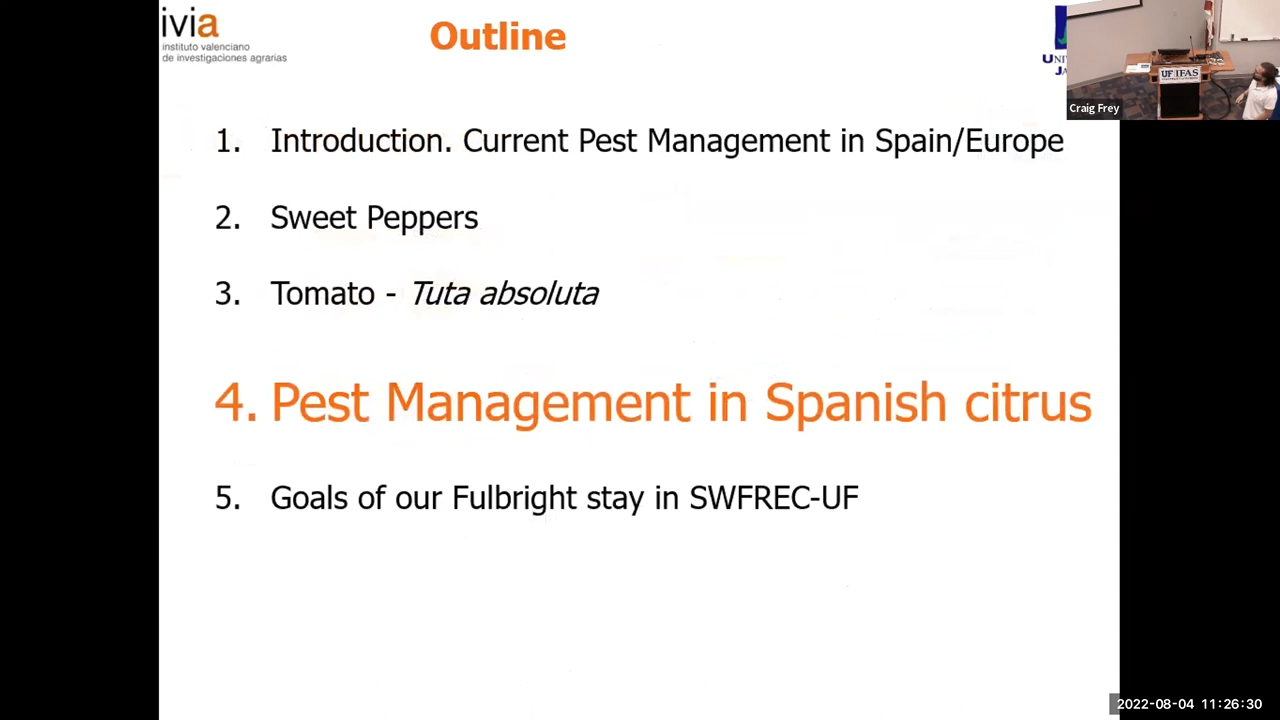 ivia
instituto valenciano
de investigaciones agrarias
Outline
UF IFAS
Craig Frey
1. Introduction. Current Pest Management in Spain/Europe
2. Sweet Peppers
3. Tomato - Tuta absoluta
4. Pest Management in Spanish citrus
5. Goals of our Fulbright stay in SWFREC-UF
2022-08-04 11:26:30